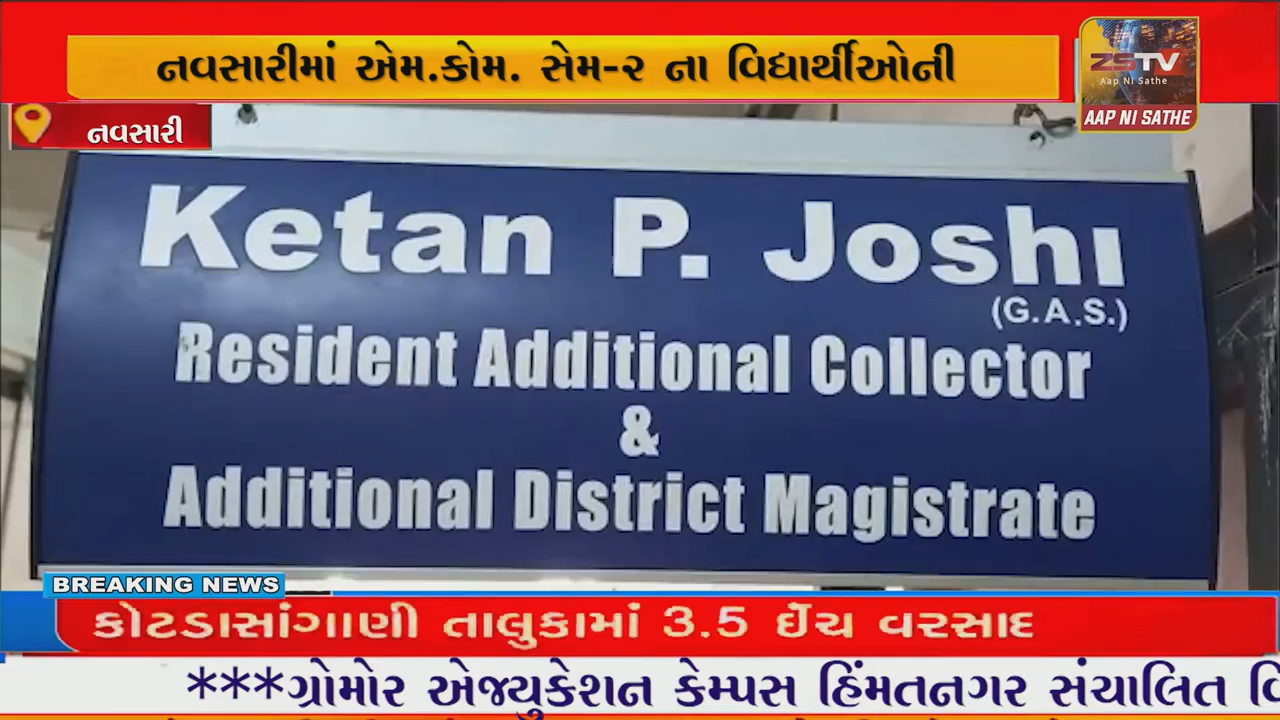 નવસારીમાં એમ.કોમ. સેમ-૨ ના વિદ્યાર્થીઓની
ZSTV
Aap Ni Sathe
AAP NI SATHE
નવસારી
Ketan P. Joshi
(G.A.S.)
Resident Additional Collector
&
Additional District Magistrate
BREAKING NEWS
કોટડાસાંગાણી તાલુકામાં 3.5 ઈંચ વરસાદ
***ગ્રોમોર એજ્યુકેશન કેમ્પસ હિંમતનગર સંચાલિત